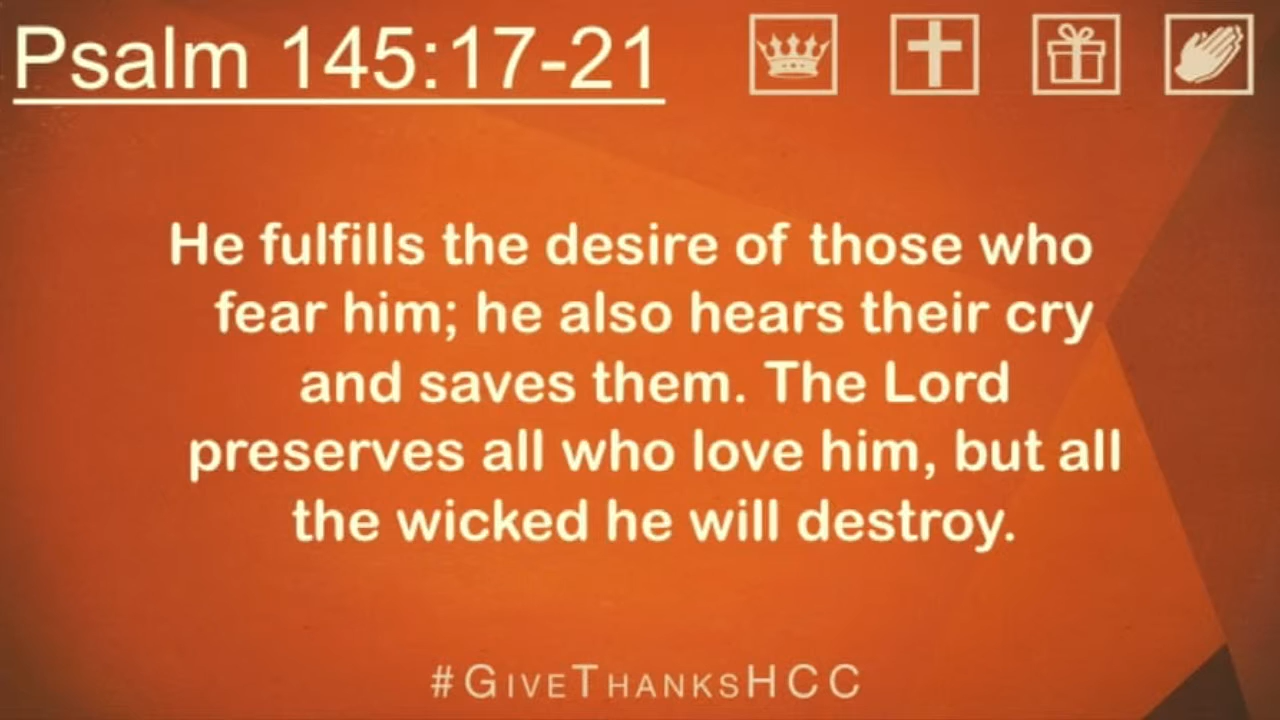 Psalm 145:17-21
He fulfills the desire of those who
fear him; he also hears their cry
and saves them. The Lord
preserves all who love him, but all
the wicked he will destroy.
#GIVETHANKSHCC